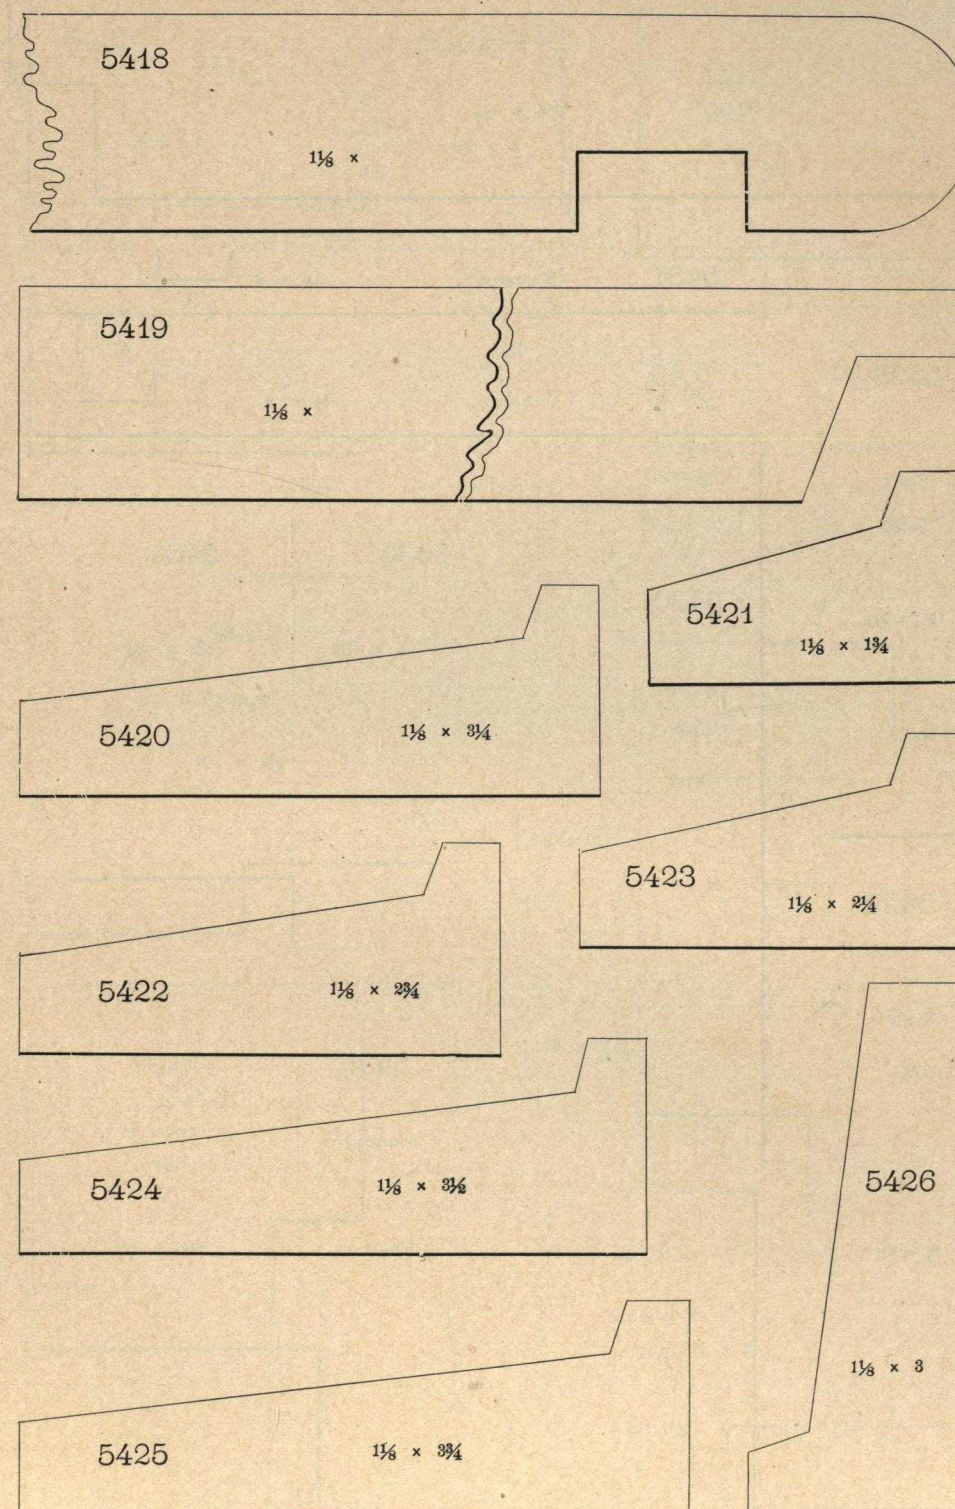 5418
1⅛ ×
5419
1⅛ ×
5421
1⅛ × 1¾
5420
1⅛ × 3¼
5423
1⅛ × 2¼
5422
1⅛ × 2¾
5424
1⅛ × 3½
5426
1⅛ × 3
5425
1⅛ × 3¾